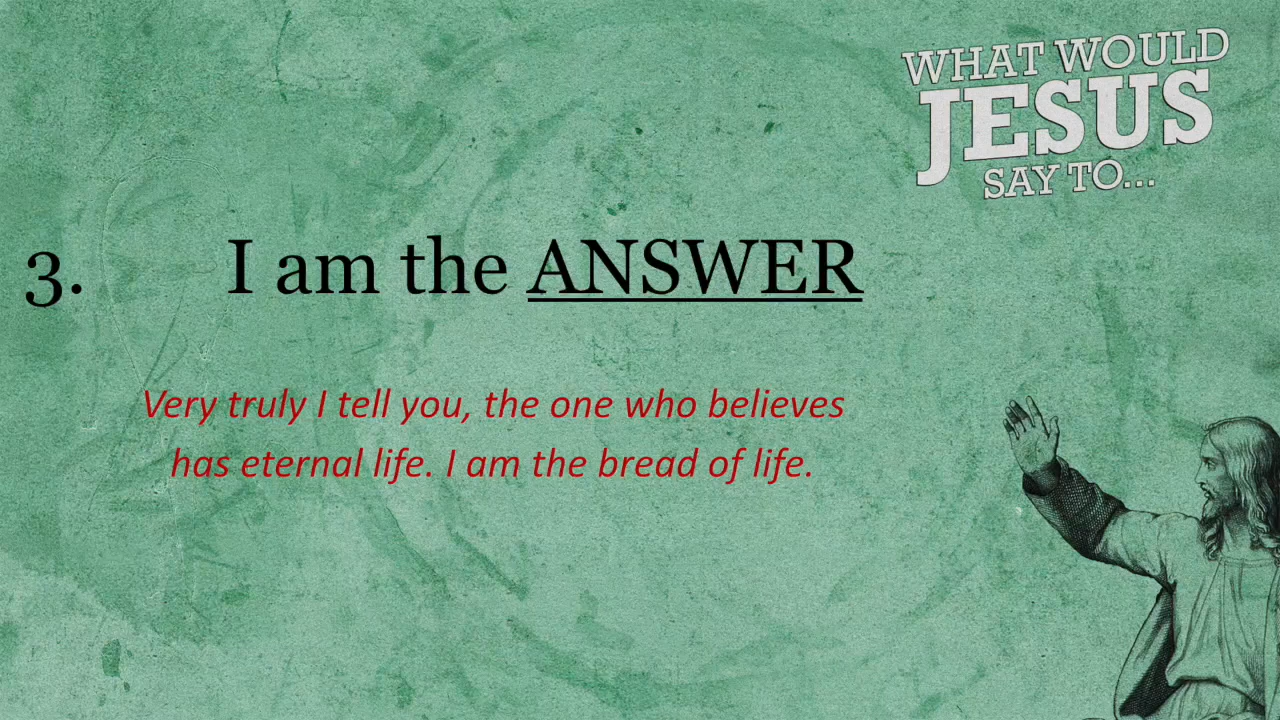 WHAT WOULD
JESUS
SAY TO...
3. I am the ANSWER
Very truly I tell you, the one who believes
has eternal life. I am the bread of life.